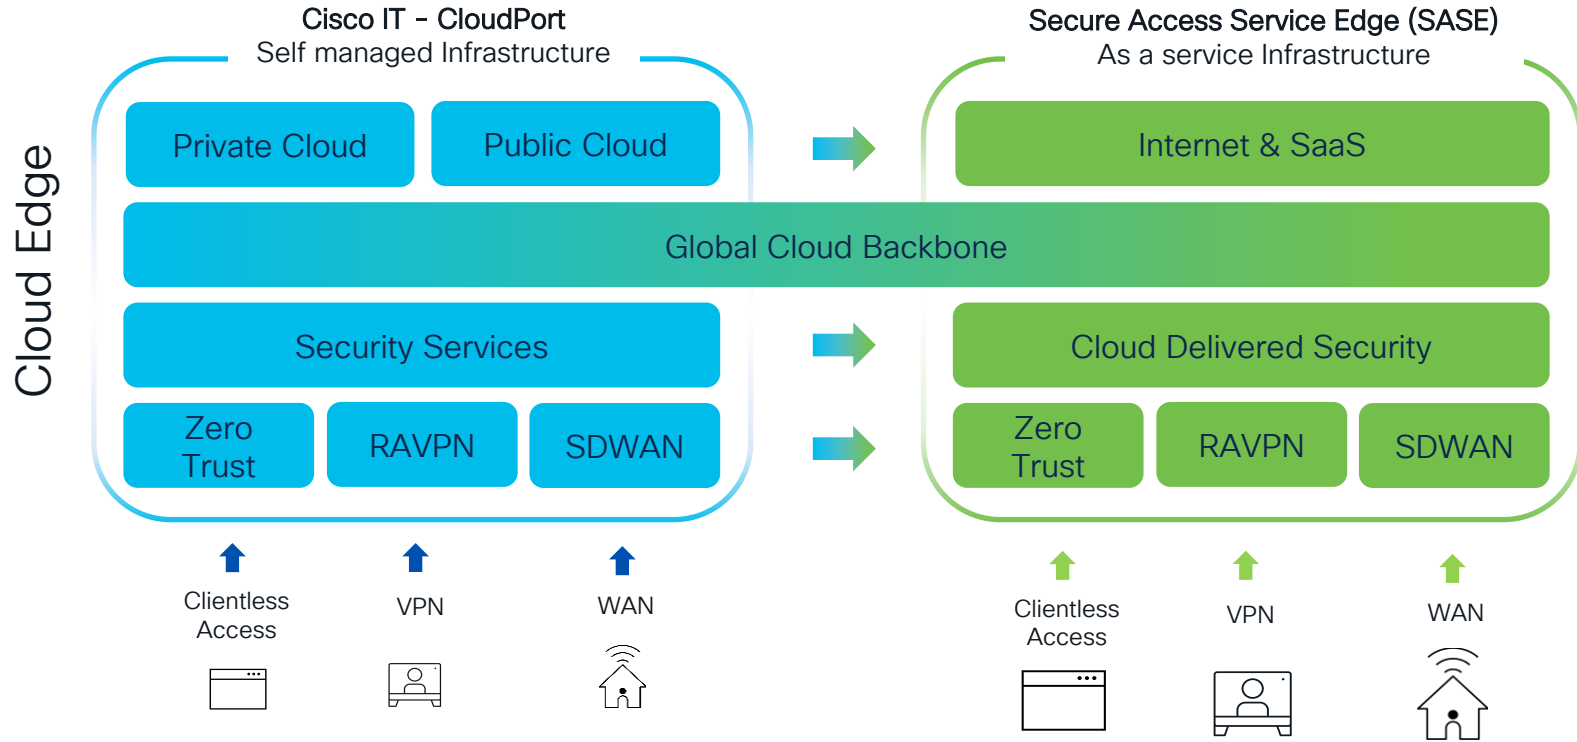 Cisco IT - CloudPort
Self managed Infrastructure
Secure Access Service Edge (SASE)
As a service Infrastructure
Cloud Edge
Private Cloud
Public Cloud
Internet & SaaS
Global Cloud Backbone
Security Services
Cloud Delivered Security
Zero
Trust
RAVPN
SDWAN
Zero
Trust
RAVPN
SDWAN
Clientless
Access
VPN
WAN
Clientless
Access
VPN
WAN